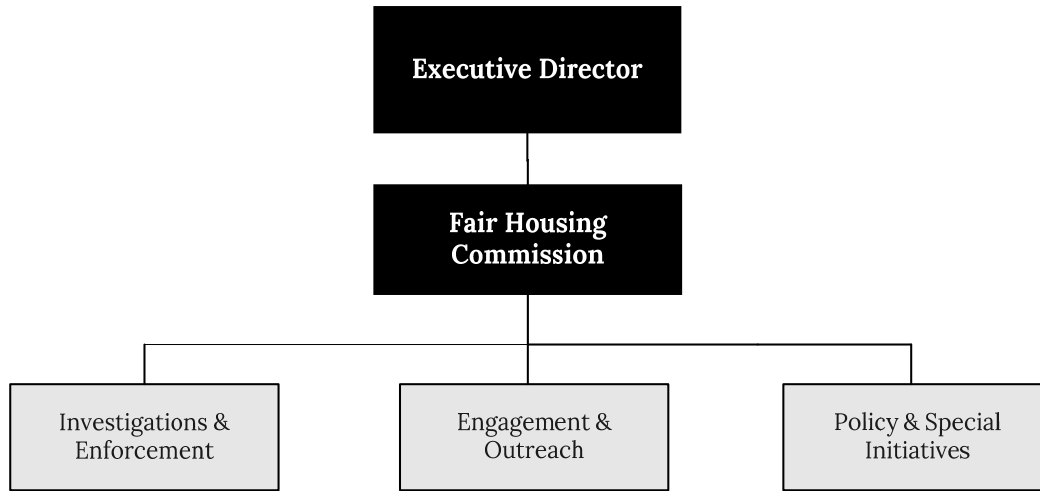 Executive Director
Fair Housing
Commission
Investigations &
Enforcement
Engagement &
Outreach
Policy & Special
Initiatives